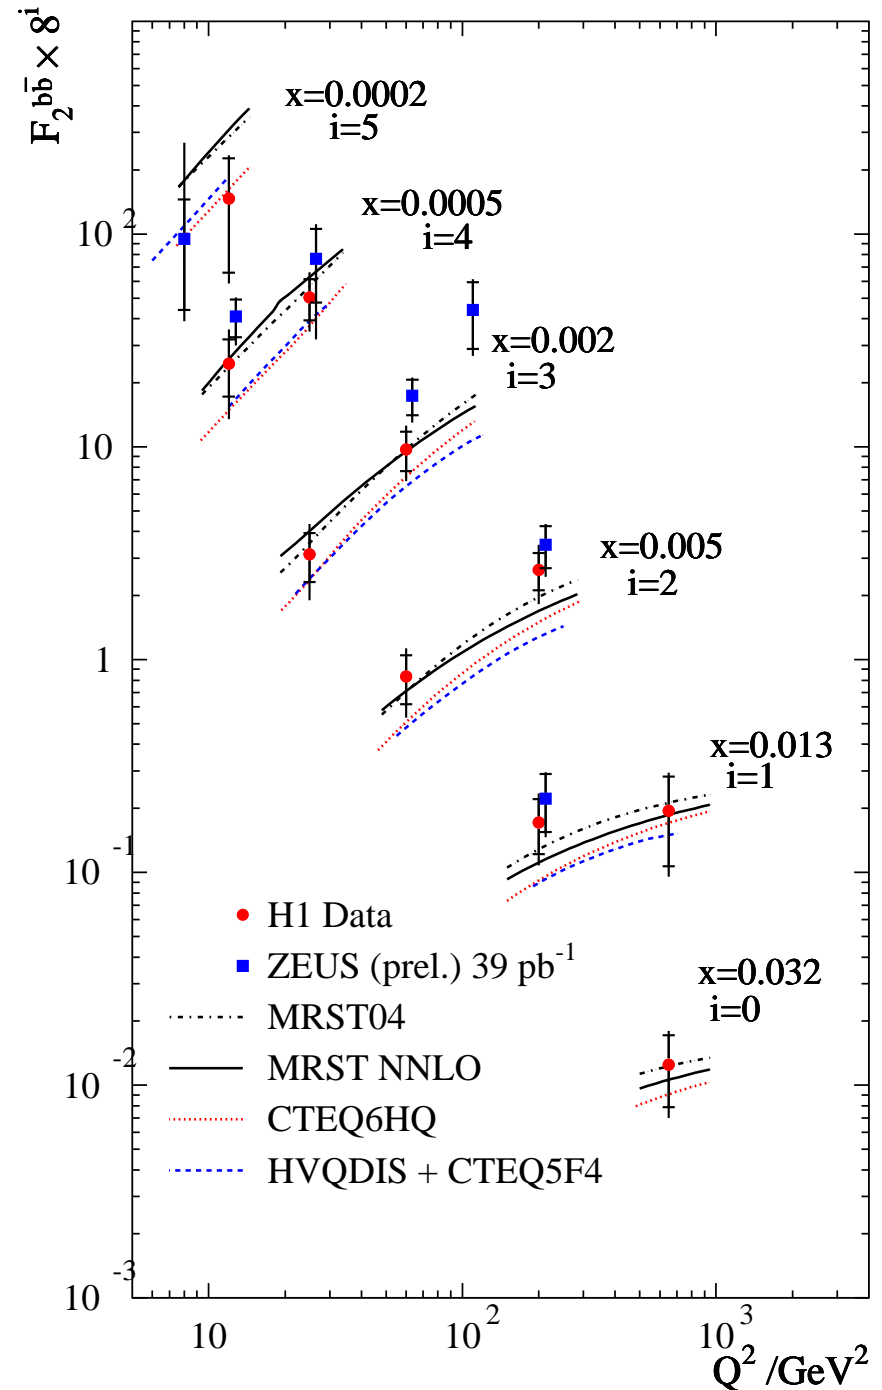 F₂ᵇᵇ̄ × 8ⁱ
x=0.0002
i=5
x=0.0005
i=4
10²
x=0.002
i=3
10
x=0.005
i=2
1
x=0.013
i=1
10⁻¹
H1 Data
ZEUS (prel.) 39 pb⁻¹
x=0.032
i=0
MRST04
MRST NNLO
10⁻²
CTEQ6HQ
HVQDIS + CTEQ5F4
10⁻³
10 10² 10³
Q² /GeV²